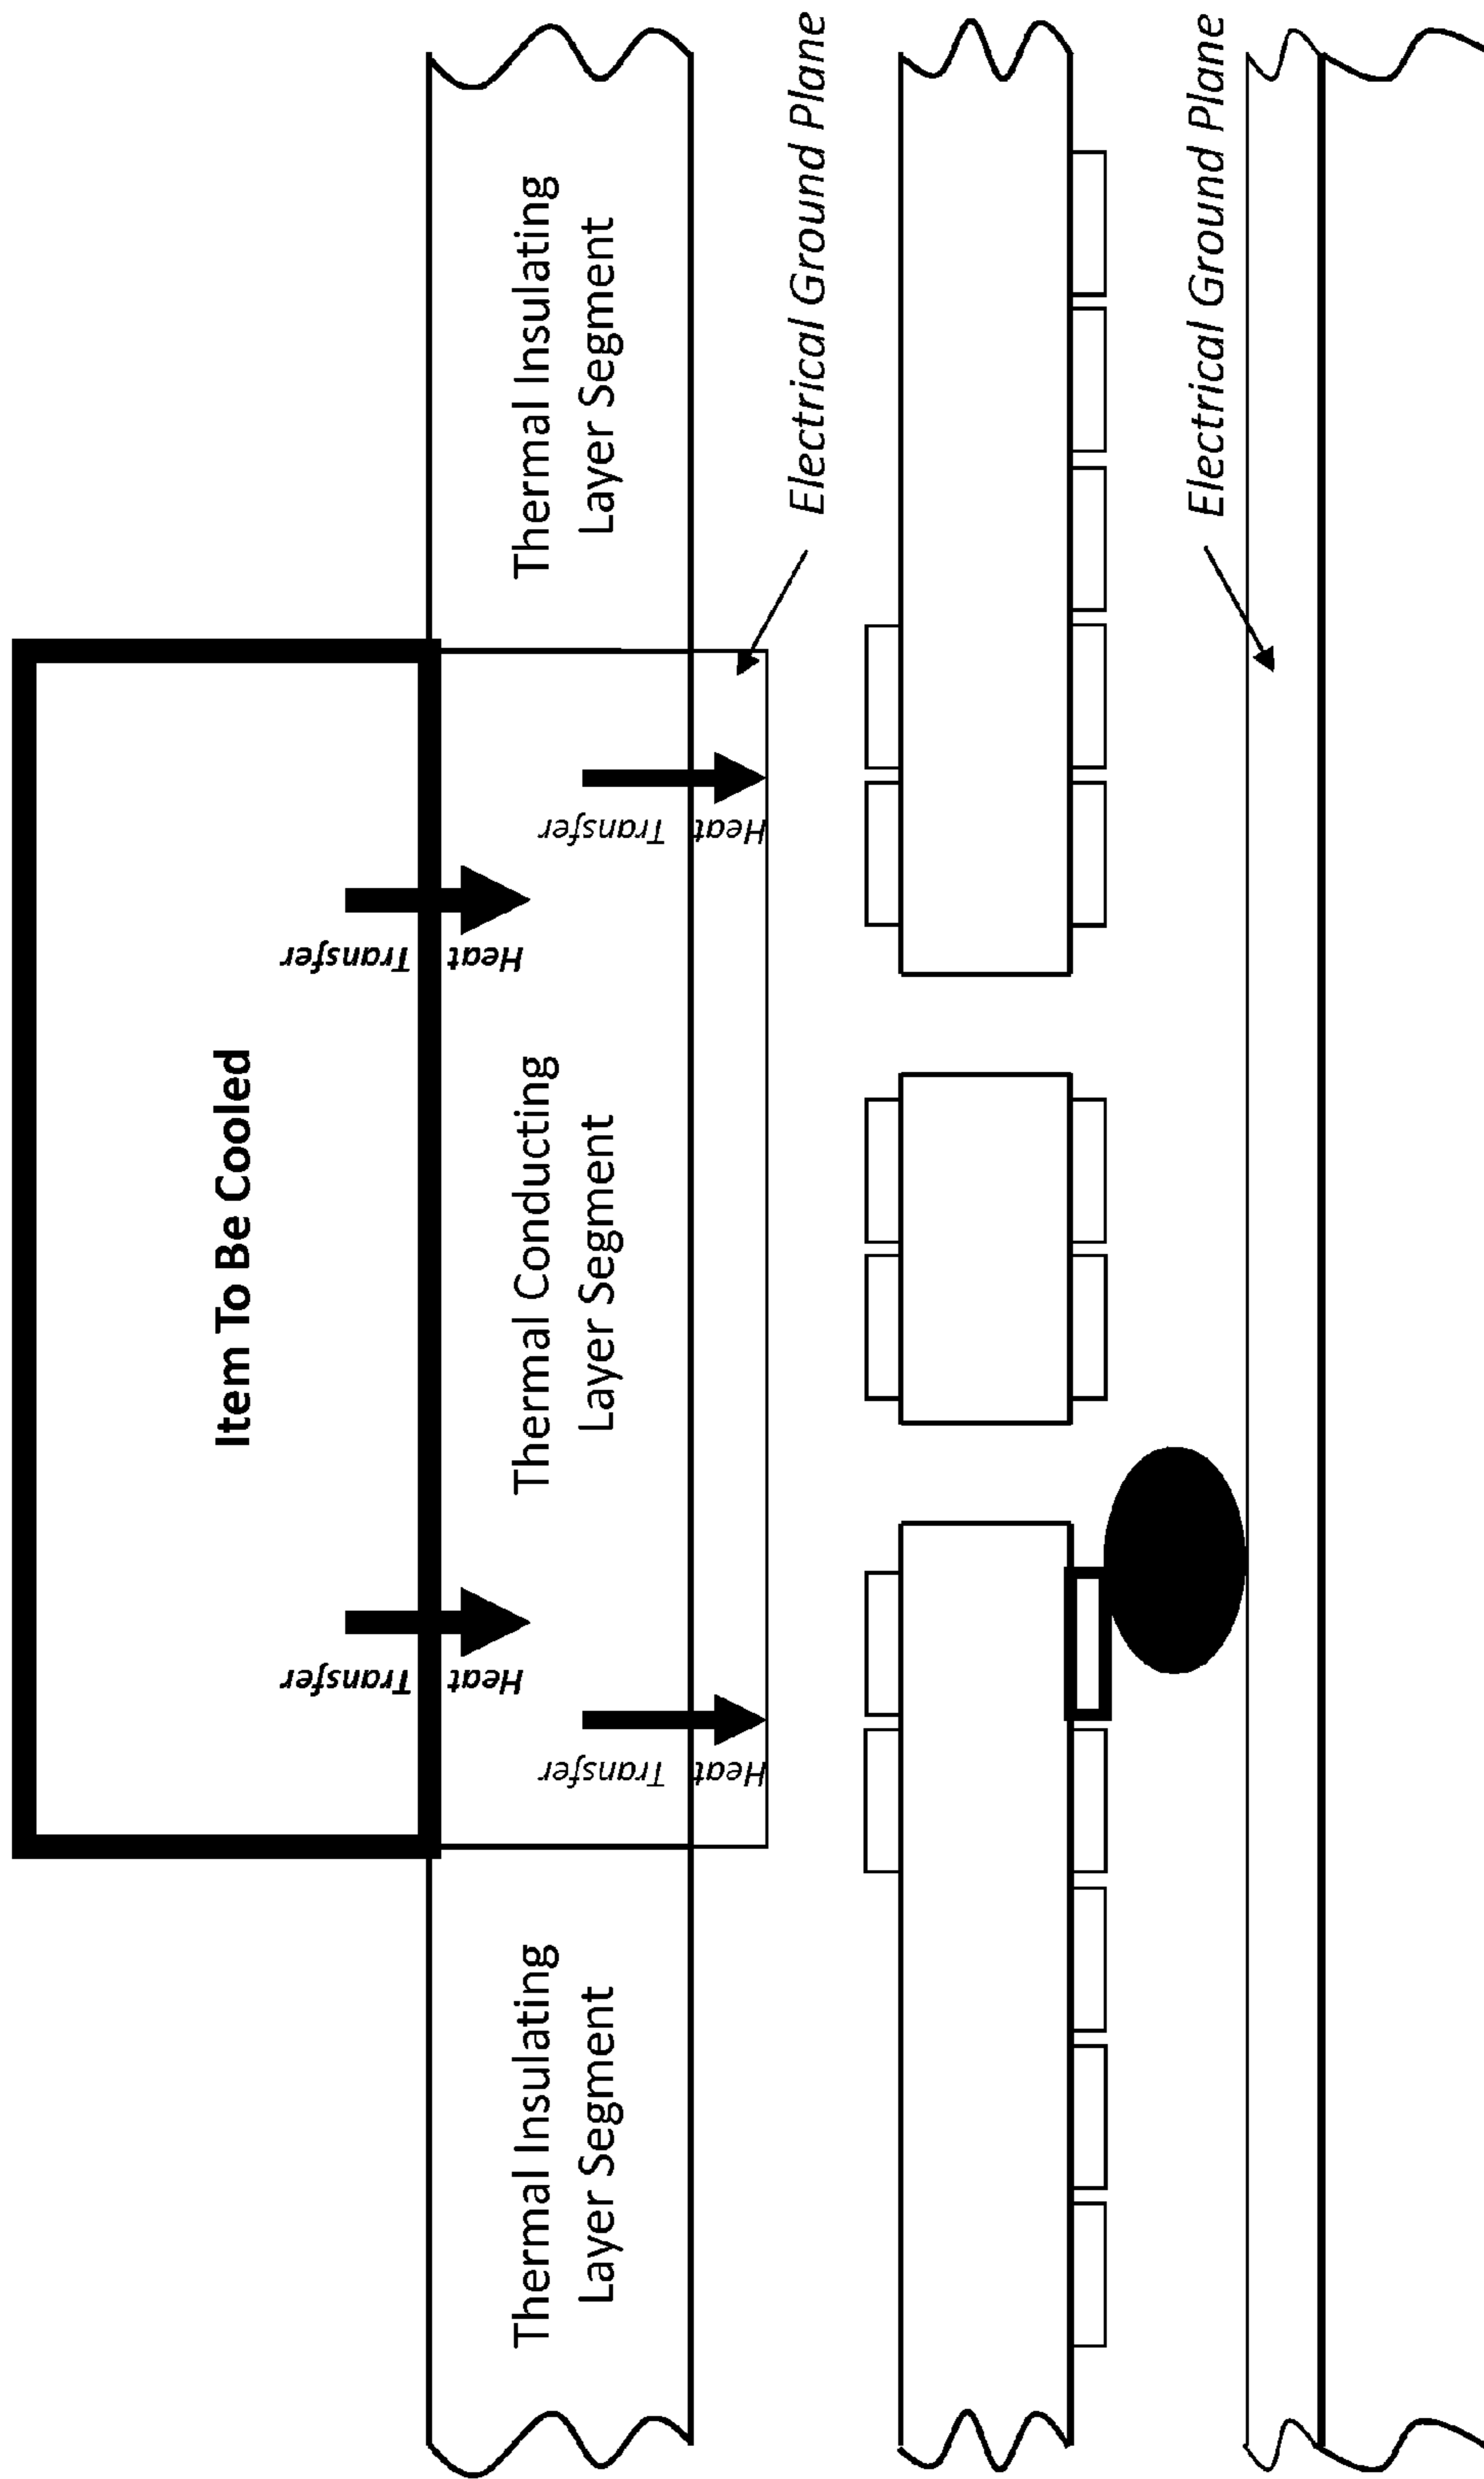 Item To Be Cooled
Heat Transfer
Heat Transfer
Thermal Insulating
Layer Segment
Thermal Conducting
Layer Segment
Thermal Insulating
Layer Segment
Heat Transfer
Heat Transfer
Electrical Ground Plane
Electrical Ground Plane